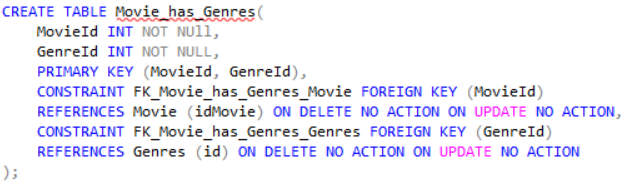 CREATE TABLE Movie_has_Genres(
MovieId INT NOT NUll,
GenreId INT NOT NULL,
PRIMARY KEY (MovieId, GenreId),
CONSTRAINT FK_Movie_has_Genres_Movie FOREIGN KEY (MovieId)
REFERENCES Movie (idMovie) ON DELETE NO ACTION ON UPDATE NO ACTION,
CONSTRAINT FK_Movie_has_Genres_Genres FOREIGN KEY (GenreId)
REFERENCES Genres (id) ON DELETE NO ACTION ON UPDATE NO ACTION
);